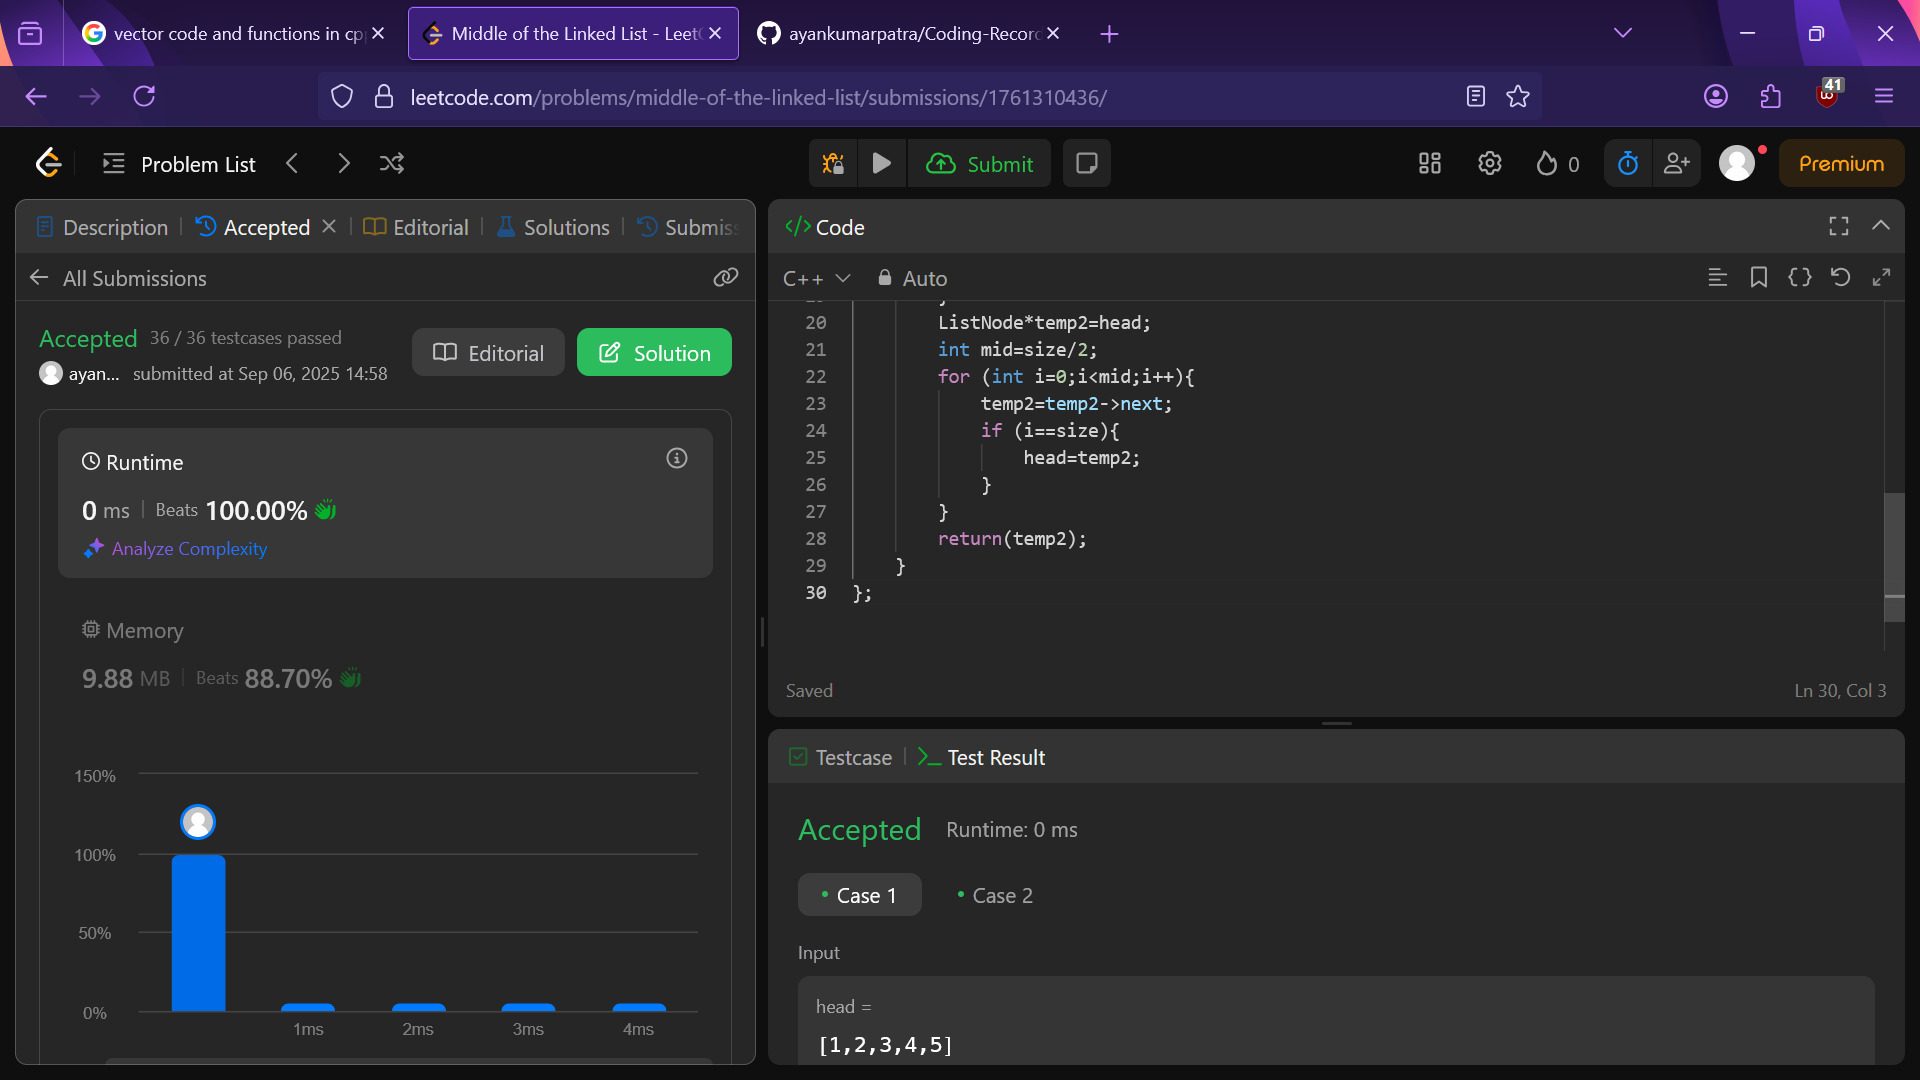 vector code and functions in cp
Middle of the Linked List - Leet
ayankumarpatra/Coding-Record
leetcode.com/problems/middle-of-the-linked-list/submissions/1761310436/
41
Problem List
Submit
0
Premium
Description
Accepted
Editorial
Solutions
Submiss
All Submissions
Accepted 36 / 36 testcases passed
ayan... submitted at Sep 06, 2025 14:58
Editorial
Solution
Runtime
0 ms Beats 100.00%
Analyze Complexity
Memory
9.88 MB Beats 88.70%
150%
100%
50%
0%
1ms 2ms 3ms 4ms
</> Code
C++ Auto
20 ListNode*temp2=head;
21 int mid=size/2;
22 for (int i=0;i<mid;i++){
23 temp2=temp2->next;
24 if (i==size){
25 head=temp2;
26 }
27 }
28 return(temp2);
29 }
30 };
Saved
Ln 30, Col 3
Testcase
Test Result
Accepted Runtime: 0 ms
Case 1
Case 2
Input
head =
[1,2,3,4,5]